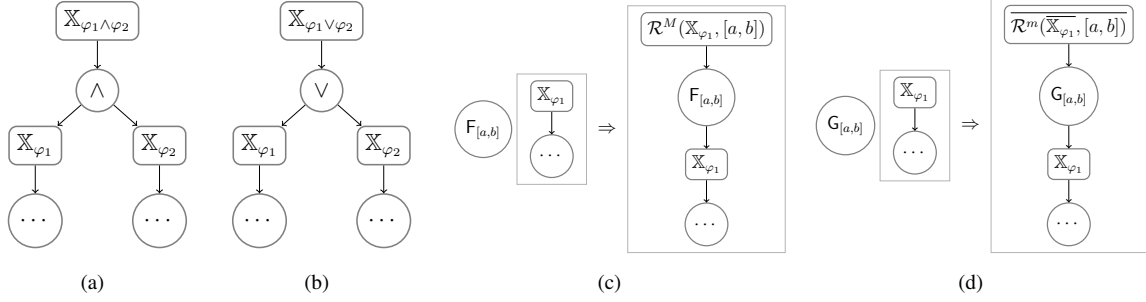 𝕏_{φ₁∧φ₂}
∧
𝕏_{φ₁} 𝕏_{φ₂}
··· ···
(a)
𝕏_{φ₁∨φ₂}
∨
𝕏_{φ₁} 𝕏_{φ₂}
··· ···
(b)
F_{[a,b]}
𝕏_{φ₁}
···
⇒
ℛ^M(𝕏_{φ₁}, [a, b])
F_{[a,b]}
𝕏_{φ₁}
···
(c)
G_{[a,b]}
𝕏_{φ₁}
···
⇒
\overline{ℛ^m(\overline{𝕏_{φ₁}}, [a, b])}
G_{[a,b]}
𝕏_{φ₁}
···
(d)